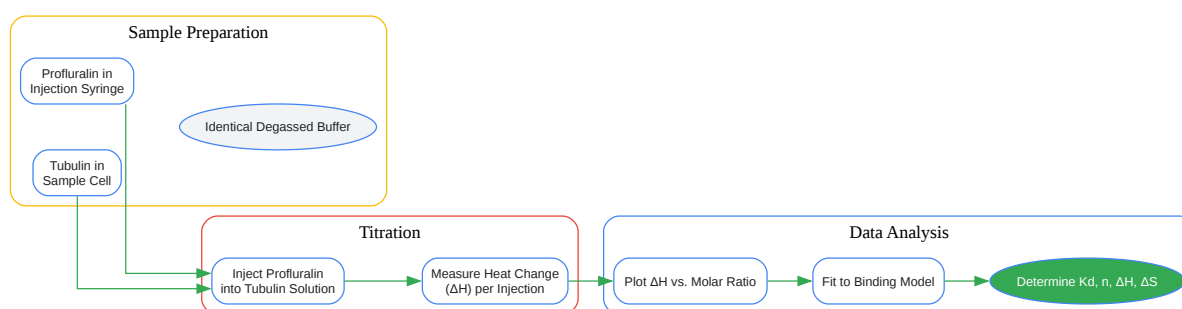 Sample Preparation
Profluralin in
Injection Syringe
Identical Degassed Buffer
Tubulin in
Sample Cell
Titration
Inject Profluralin
into Tubulin Solution
Measure Heat Change
(ΔH) per Injection
Data Analysis
Plot ΔH vs. Molar Ratio
Fit to Binding Model
Determine Kd, n, ΔH, ΔS